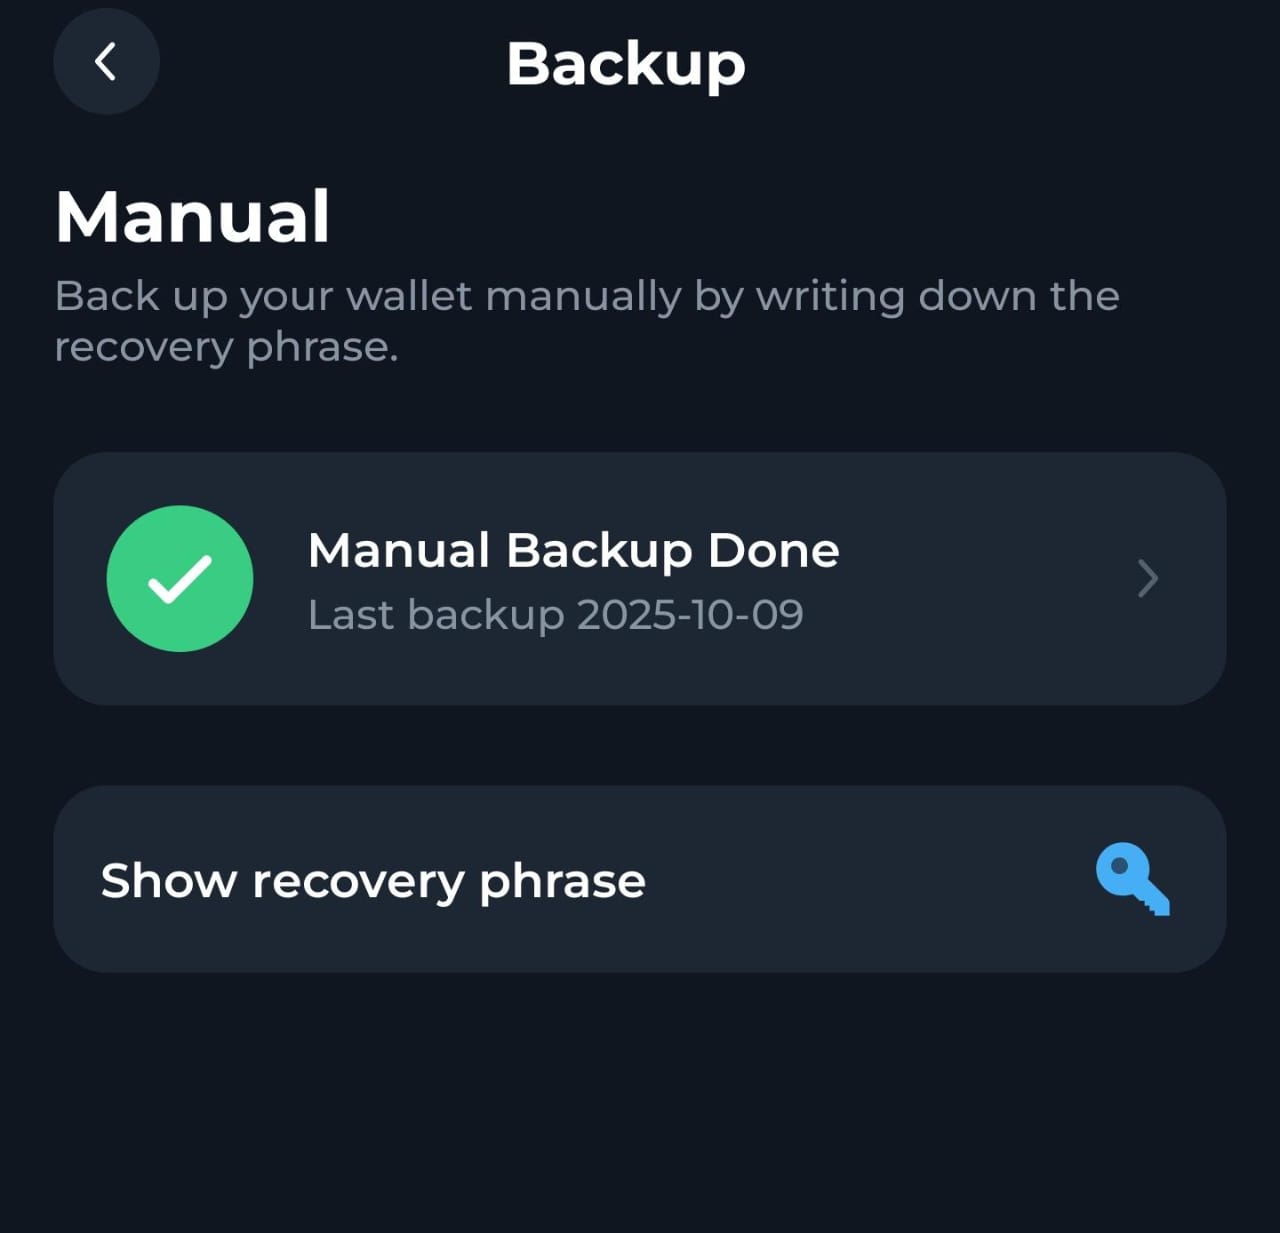 Backup
Manual
Back up your wallet manually by writing down the
recovery phrase.
Manual Backup Done
Last backup 2025-10-09
Show recovery phrase